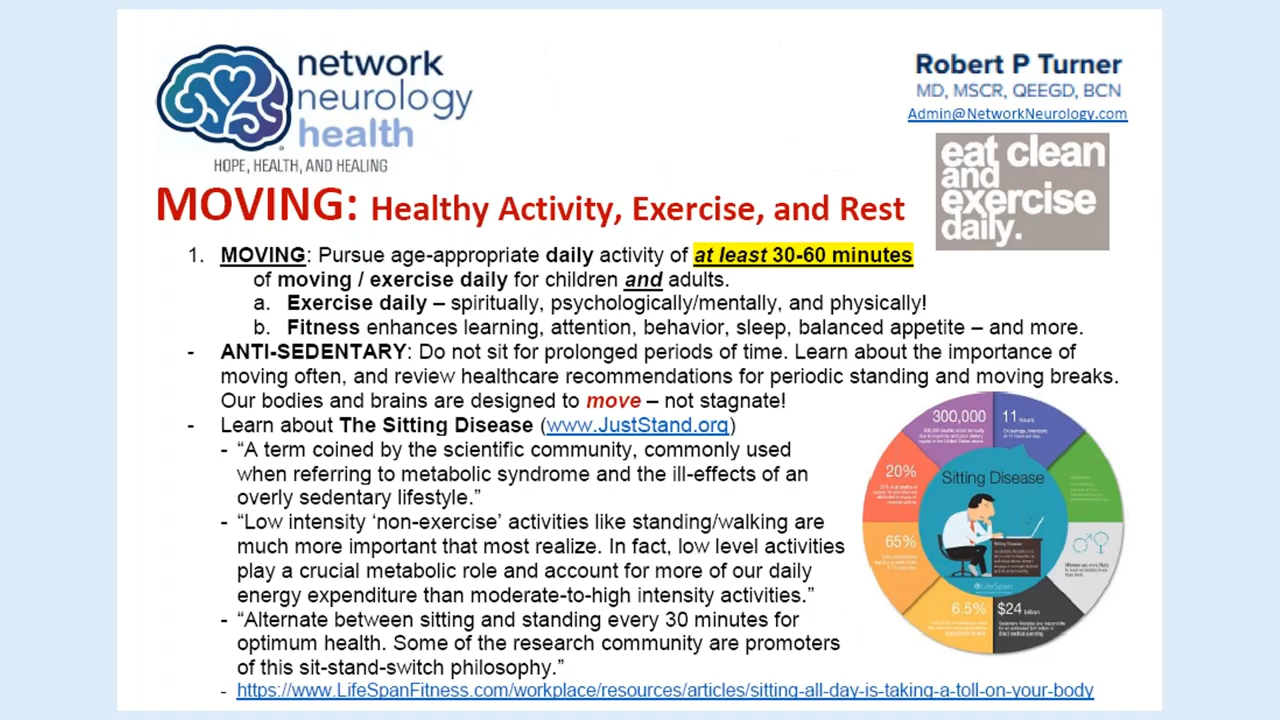 network
neurology
health
HOPE, HEALTH, AND HEALING
Robert P Turner
MD, MSCR, QEEGD, BCN
Admin@NetworkNeurology.com
eat clean
and
exercise
daily.
MOVING: Healthy Activity, Exercise, and Rest
1. MOVING: Pursue age-appropriate daily activity of at least 30-60 minutes
of moving / exercise daily for children and adults.
a. Exercise daily – spiritually, psychologically/mentally, and physically!
b. Fitness enhances learning, attention, behavior, sleep, balanced appetite – and more.
- ANTI-SEDENTARY: Do not sit for prolonged periods of time. Learn about the importance of
moving often, and review healthcare recommendations for periodic standing and moving breaks.
Our bodies and brains are designed to move – not stagnate!
- Learn about The Sitting Disease (www.JustStand.org)
- “A term coined by the scientific community, commonly used
when referring to metabolic syndrome and the ill-effects of an
overly sedentary lifestyle.”
- “Low intensity ‘non-exercise’ activities like standing/walking are
much more important that most realize. In fact, low level activities
play a crucial metabolic role and account for more of our daily
energy expenditure than moderate-to-high intensity activities.”
- “Alternate between sitting and standing every 30 minutes for
optimum health. Some of the research community are promoters
of this sit-stand-switch philosophy.”
- https://www.LifeSpanFitness.com/workplace/resources/articles/sitting-all-day-is-taking-a-toll-on-your-body
300,000
11 hours
20%
Sitting Disease
65%
Sitting Disease
LifeSpan
6.5%
$24 billion